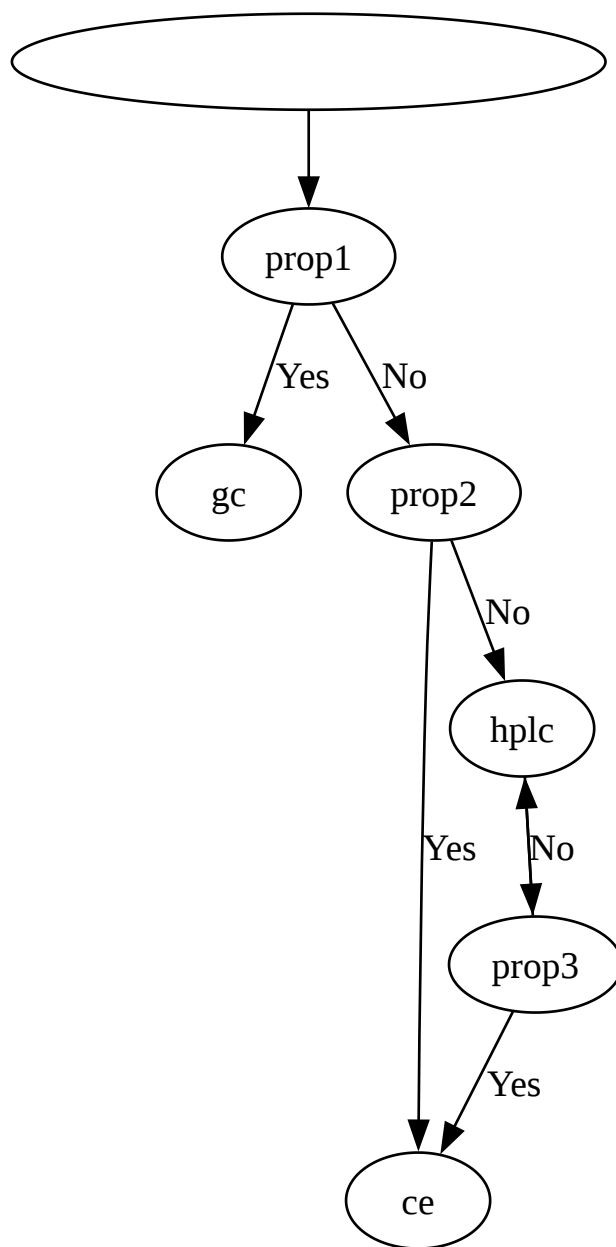 prop1
Yes
No
gc
prop2
No
hplc
Yes
No
prop3
Yes
ce